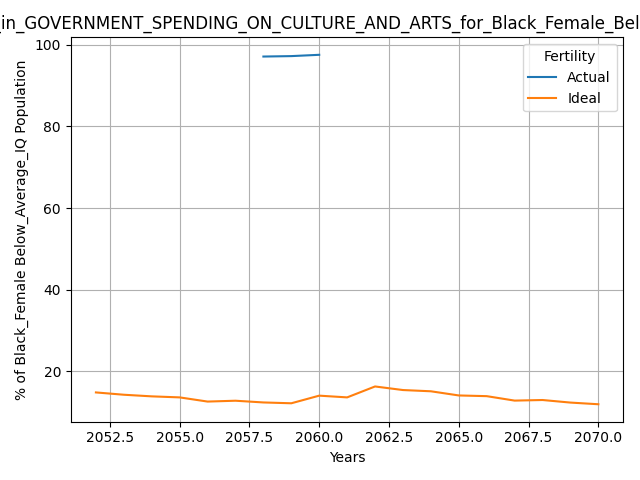 _in_GOVERNMENT_SPENDING_ON_CULTURE_AND_ARTS_for_Black_Female_Bel
Fertility
Actual
Ideal
% of Black_Female Below_Average_IQ Population
100
80
60
40
20
2052.5 2055.0 2057.5 2060.0 2062.5 2065.0 2067.5 2070.0
Years